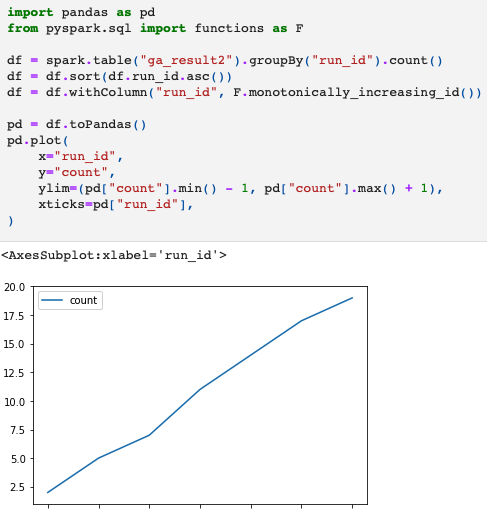 import pandas as pd
from pyspark.sql import functions as F
df = spark.table("ga_result2").groupBy("run_id").count()
df = df.sort(df.run_id.asc())
df = df.withColumn("run_id", F.monotonically_increasing_id())
pd = df.toPandas()
pd.plot(
    x="run_id",
    y="count",
    ylim=(pd["count"].min() - 1, pd["count"].max() + 1),
    xticks=pd["run_id"],
)
<AxesSubplot:xlabel='run_id'>
count
20.0
17.5
15.0
12.5
10.0
7.5
5.0
2.5